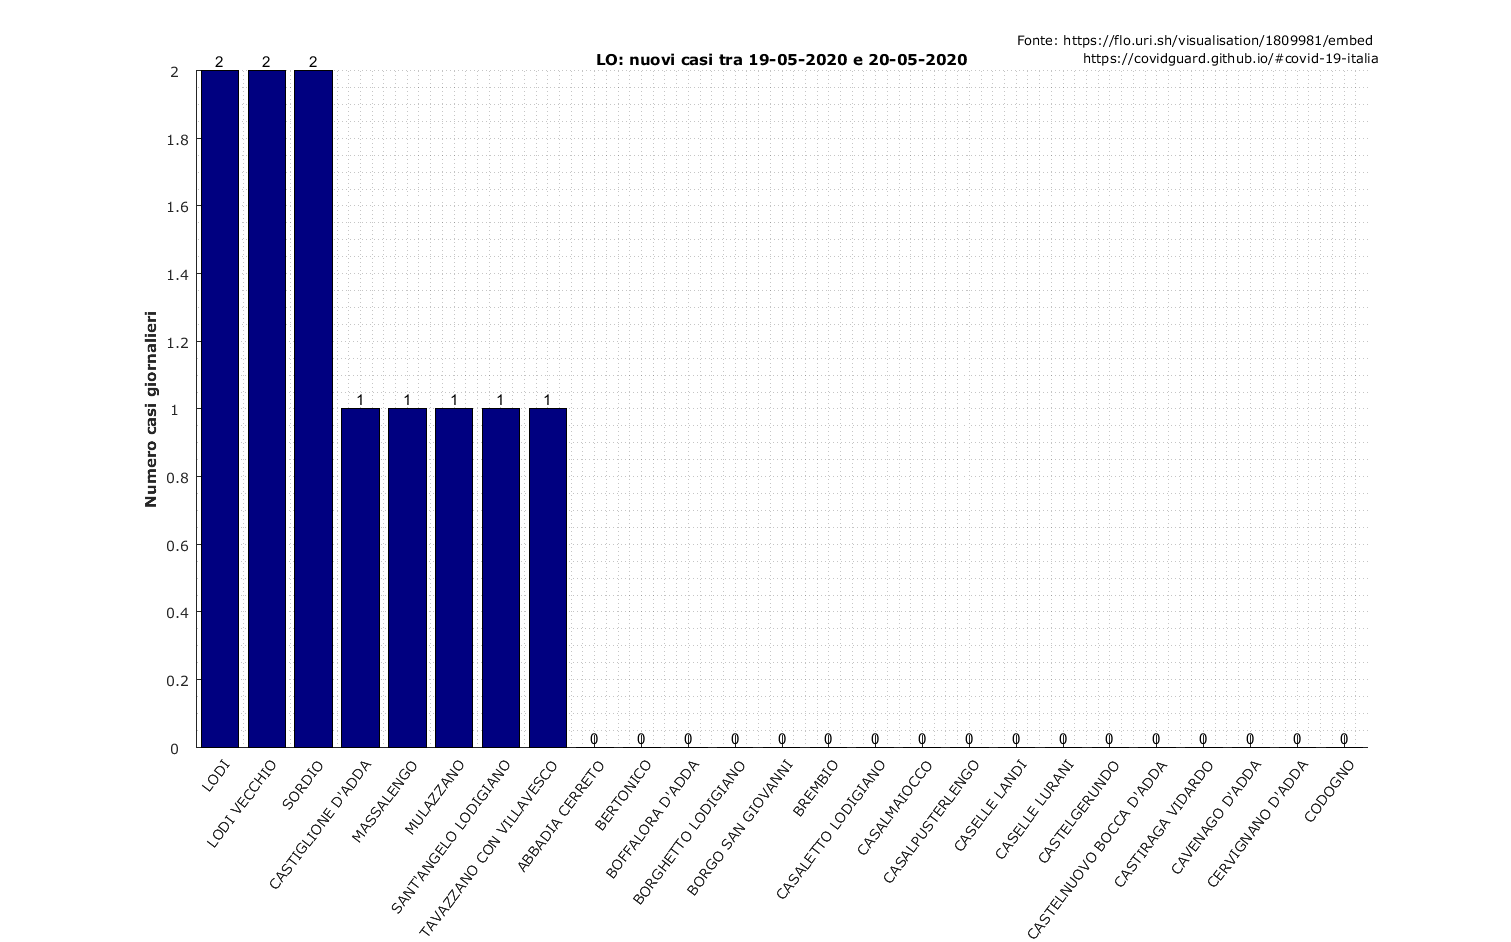 Fonte: https://flo.uri.sh/visualisation/1809981/embed
https://covidguard.github.io/#covid-19-italia
LO: nuovi casi tra 19-05-2020 e 20-05-2020
Numero casi giornalieri
2
1.8
1.6
1.4
1.2
1
0.8
0.6
0.4
0.2
0
2 2 2 1 1 1 1 1 0 0 0 0 0 0 0 0 0 0 0 0 0 0 0 0 0
LODI
LODI VECCHIO
SORDIO
CASTIGLIONE D'ADDA
MASSALENGO
MULAZZANO
SANT'ANGELO LODIGIANO
TAVAZZANO CON VILLAVESCO
ABBADIA CERRETO
BERTONICO
BOFFALORA D'ADDA
BORGHETTO LODIGIANO
BORGO SAN GIOVANNI
BREMBIO
CASALETTO LODIGIANO
CASALMAIOCCO
CASALPUSTERLENGO
CASELLE LANDI
CASELLE LURANI
CASTELGERUNDO
CASTELNUOVO BOCCA D'ADDA
CASTIRAGA VIDARDO
CAVENAGO D'ADDA
CERVIGNANO D'ADDA
CODOGNO